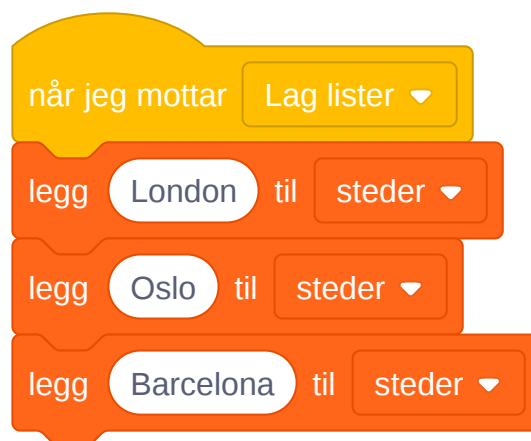 når jeg mottar Lag lister
legg London til steder
legg Oslo til steder
legg Barcelona til steder